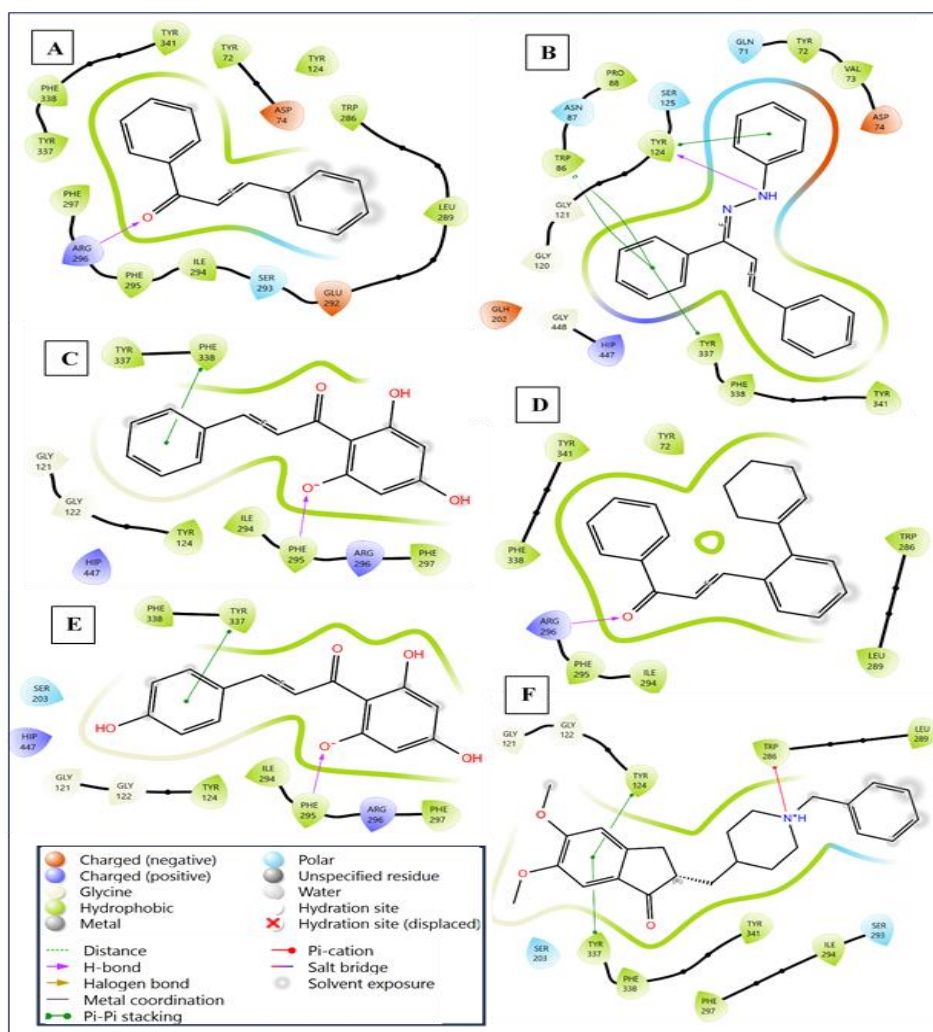 A
TYR
341
PHE
338
TYR
337
PHE
297
ARG
296
PHE
295
ILE
294
SER
293
GLU
292
LEU
289
TRP
286
TYR
124
ASP
74
TYR
72
O
B
GLN
71
TYR
72
VAL
73
ASP
74
PRO
88
ASN
87
SER
125
TYR
124
TRP
86
GLY
121
GLY
120
GLH
202
GLY
448
HIP
447
TYR
337
PHE
338
TYR
341
N
NH
C
TYR
337
PHE
338
GLY
121
GLY
122
TYR
124
HIP
447
ILE
294
PHE
295
ARG
296
PHE
297
O
OH
O-
OH
D
TYR
341
TYR
72
PHE
338
ARG
296
PHE
295
ILE
294
TRP
286
LEU
289
O
E
PHE
338
TYR
337
SER
203
HIP
447
GLY
121
GLY
122
TYR
124
ILE
294
PHE
295
ARG
296
PHE
297
HO
O
OH
O-
OH
F
GLY
121
GLY
122
TYR
124
TRP
286
LEU
289
SER
203
TYR
337
PHE
338
TYR
341
PHE
297
ILE
294
SER
293
O
O
O
N+H
Charged (negative)
Charged (positive)
Glycine
Hydrophobic
Metal
Polar
Unspecified residue
Water
Hydration site
Hydration site (displaced)
Distance
H-bond
Halogen bond
Metal coordination
Pi-Pi stacking
Pi-cation
Salt bridge
Solvent exposure